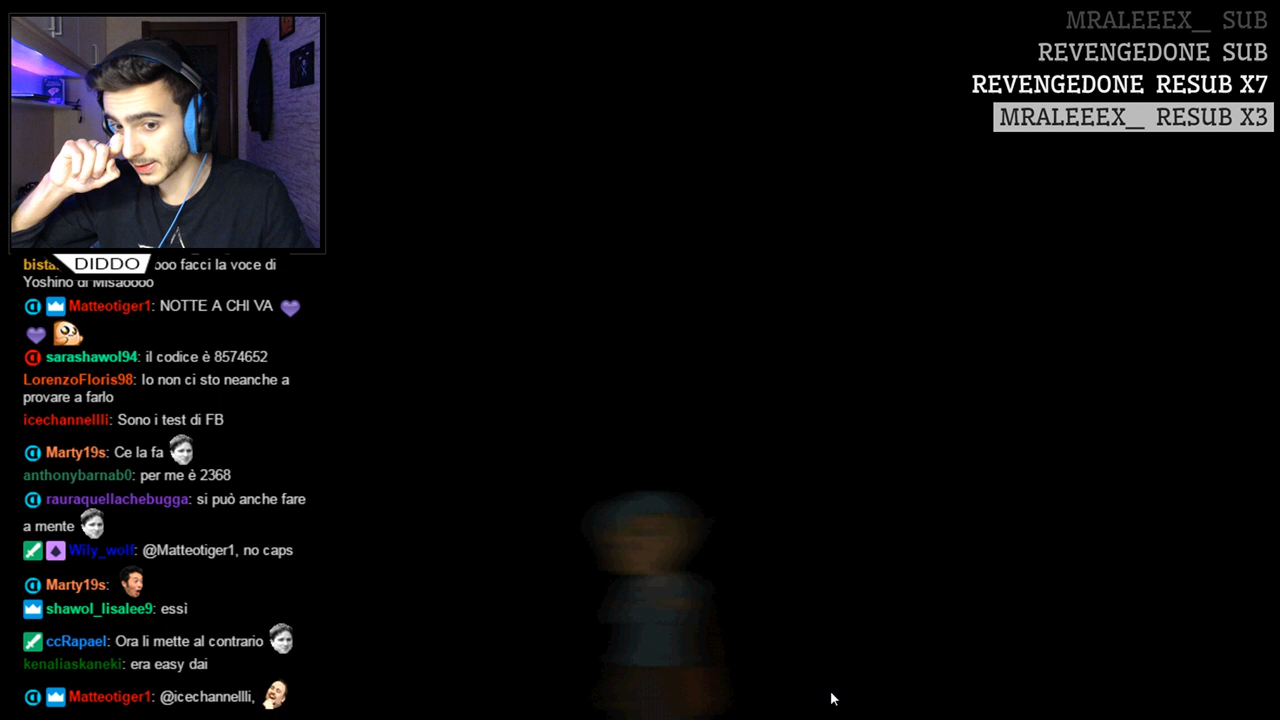 MRALEEEX_ SUB
REVENGEDONE SUB
REVENGEDONE RESUB X7
MRALEEEX_ RESUB X3
DIDDO
facci la voce di
Yoshino di Misaoooo
Matteotiger1: NOTTE A CHI VA
sarashawol94: il codice è 8574652
LorenzoFloris98: Io non ci sto neanche a
provare a farlo
icechannellli: Sono i test di FB
Marty19s: Ce la fa
anthonybarnab0: per me è 2368
rauraquellachebugga: si può anche fare
a mente
Wily_wolf: @Matteotiger1, no caps
Marty19s:
shawol_lisalee9: essi
ccRapael: Ora li mette al contrario
kenaliaskaneki: era easy dai
Matteotiger1: @icechannellli,